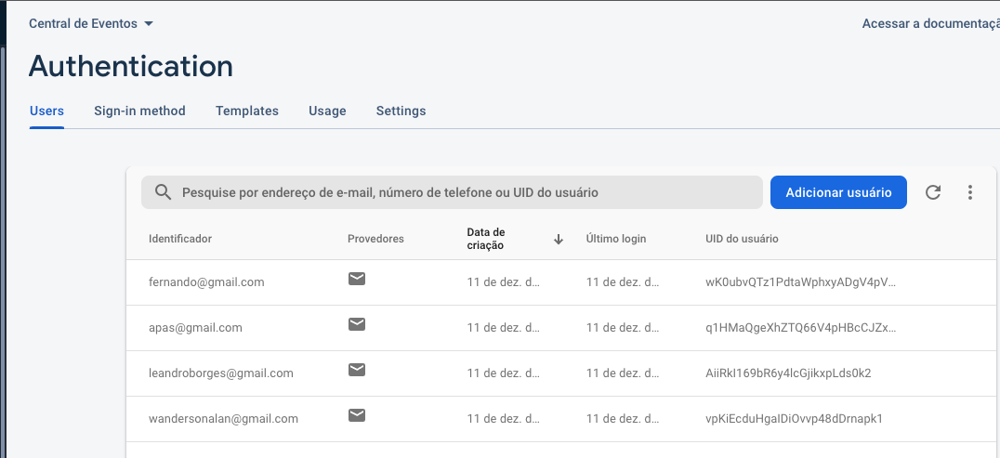 Central de Eventos
Acessar a documentaçã
Authentication
Users Sign-in method Templates Usage Settings
Pesquise por endereço de e-mail, número de telefone ou UID do usuário
Adicionar usuário
Identificador Provedores Data de criação Último login UID do usuário
fernando@gmail.com 11 de dez. d... 11 de dez. d... wK0ubvQTz1PdtaWphxyADgV4pV...
apas@gmail.com 11 de dez. d... 11 de dez. d... q1HMaQgeXhZTQ66V4pHBcCJZx...
leandroborges@gmail.com 11 de dez. d... 11 de dez. d... AiiRkI169bR6y4lcGjikxpLds0k2
wandersonalan@gmail.com 11 de dez. d... 11 de dez. d... vpKiEcduHgaIDiOvvp48dDrnapk1